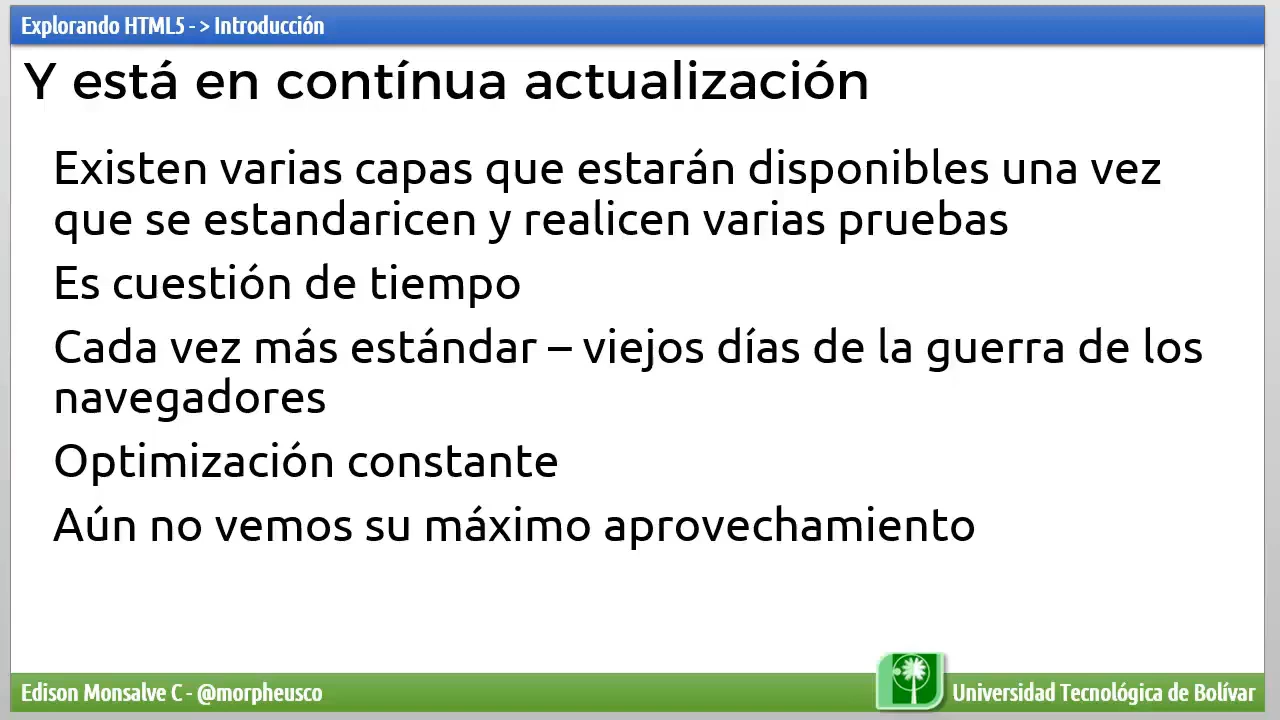 Explorando HTML5 - > Introducción
Y está en contínua actualización
Existen varias capas que estarán disponibles una vez
que se estandaricen y realicen varias pruebas
Es cuestión de tiempo
Cada vez más estándar – viejos días de la guerra de los
navegadores
Optimización constante
Aún no vemos su máximo aprovechamiento
Edison Monsalve C - @morpheusco
Universidad Tecnológica de Bolívar